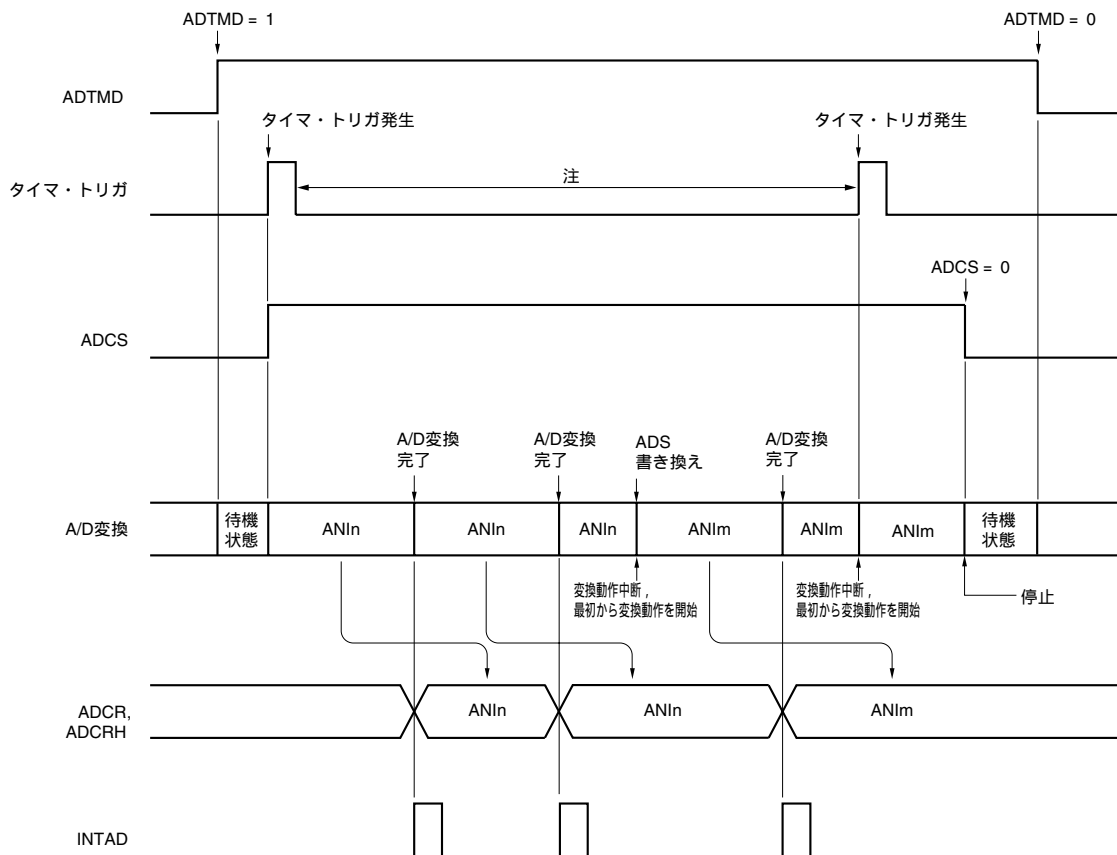 ADTMD = 1
ADTMD = 0
ADTMD
タイマ・トリガ発生
タイマ・トリガ発生
タイマ・トリガ
注
ADCS = 0
ADCS
A/D変換
完了
A/D変換
完了
ADS
書き換え
A/D変換
完了
A/D変換
待機
状態
ANIn
ANIn
ANIn
ANIm
ANIm
ANIm
待機
状態
変換動作中断，
最初から変換動作を開始
変換動作中断，
最初から変換動作を開始
停止
ADCR,
ADCRH
ANIn
ANIn
ANIm
INTAD